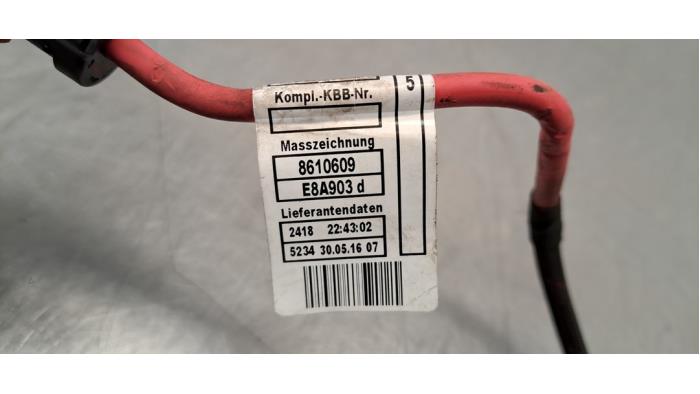 Kompl.-KBB-Nr.
5
Masszeichnung
8610609
E8A903 d
Lieferantendaten
2418 22:43:02
5234 30.05.16 07